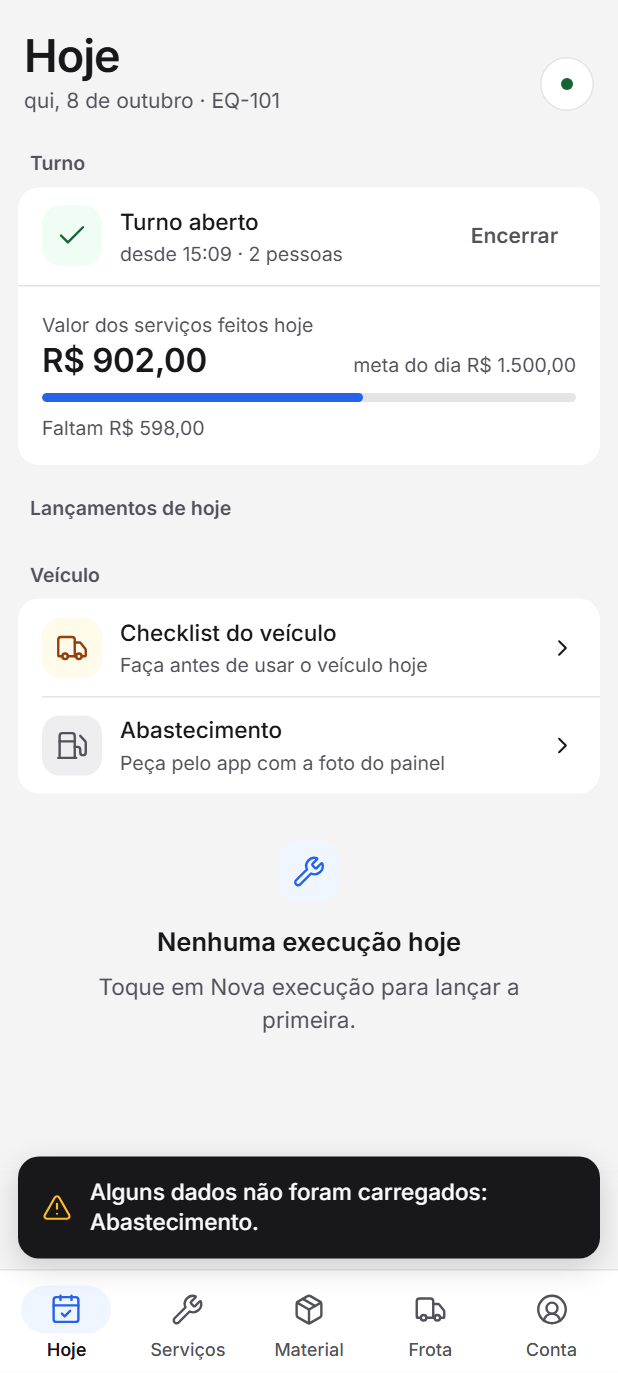 Hoje
qui, 8 de outubro · EQ-101
Turno
Turno aberto
desde 15:09 · 2 pessoas
Encerrar
Valor dos serviços feitos hoje
R$ 902,00
meta do dia R$ 1.500,00
Faltam R$ 598,00
Lançamentos de hoje
Veículo
Checklist do veículo
Faça antes de usar o veículo hoje
Abastecimento
Peça pelo app com a foto do painel
Nenhuma execução hoje
Toque em Nova execução para lançar a
primeira.
Alguns dados não foram carregados:
Abastecimento.
Hoje
Serviços
Material
Frota
Conta